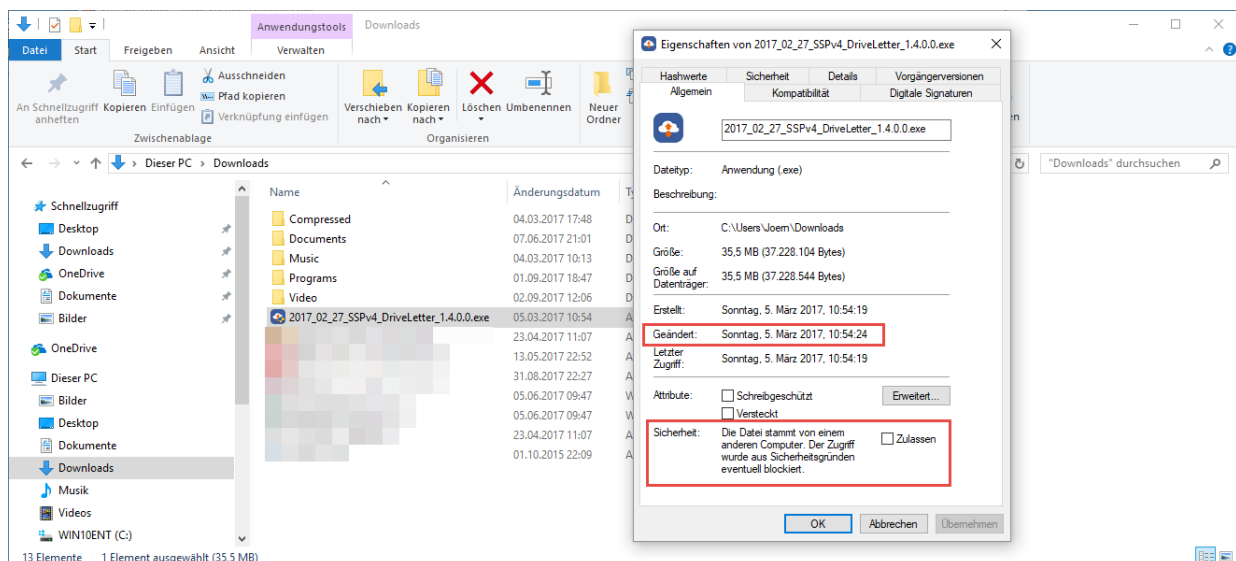 Anwendungstools
Downloads
Datei
Start
Freigeben
Ansicht
Verwalten
An Schnellzugriff
anheften
Kopieren
Einfügen
Ausschneiden
Pfad kopieren
Verknüpfung einfügen
Zwischenablage
Verschieben
nach
Kopieren
nach
Löschen
Umbenennen
Organisieren
Neuer
Ordner
en
Dieser PC > Downloads
"Downloads" durchsuchen
Schnellzugriff
Desktop
Downloads
OneDrive
Dokumente
Bilder
OneDrive
Dieser PC
Bilder
Desktop
Dokumente
Downloads
Musik
Videos
WIN10ENT (C:)
Name Änderungsdatum
Compressed 04.03.2017 17:48 D
Documents 07.06.2017 21:01 D
Music 04.03.2017 10:13 D
Programs 01.09.2017 18:47 D
Video 02.09.2017 12:06 D
2017_02_27_SSPv4_DriveLetter_1.4.0.0.exe 05.03.2017 10:54 A
23.04.2017 11:07 A
13.05.2017 22:52 A
31.08.2017 22:27 A
05.06.2017 09:47 W
05.06.2017 09:47 W
23.04.2017 11:07 A
01.10.2015 22:09 A
13 Elemente 1 Element ausgewählt (35,5 MB)
Eigenschaften von 2017_02_27_SSPv4_DriveLetter_1.4.0.0.exe
Hashwerte Sicherheit Details Vorgängerversionen
Allgemein Kompatibilität Digitale Signaturen
2017_02_27_SSPv4_DriveLetter_1.4.0.0.exe
Dateityp: Anwendung (.exe)
Beschreibung:
Ort: C:\Users\Joern\Downloads
Größe: 35,5 MB (37.228.104 Bytes)
Größe auf
Datenträger: 35,5 MB (37.228.544 Bytes)
Erstellt: Sonntag, 5. März 2017, 10:54:19
Geändert: Sonntag, 5. März 2017, 10:54:24
Letzter
Zugriff: Sonntag, 5. März 2017, 10:54:19
Attribute: Schreibgeschützt Erweitert...
Versteckt
Sicherheit: Die Datei stammt von einem
anderen Computer. Der Zugriff
wurde aus Sicherheitsgründen
eventuell blockiert.
Zulassen
OK Abbrechen Übernehmen